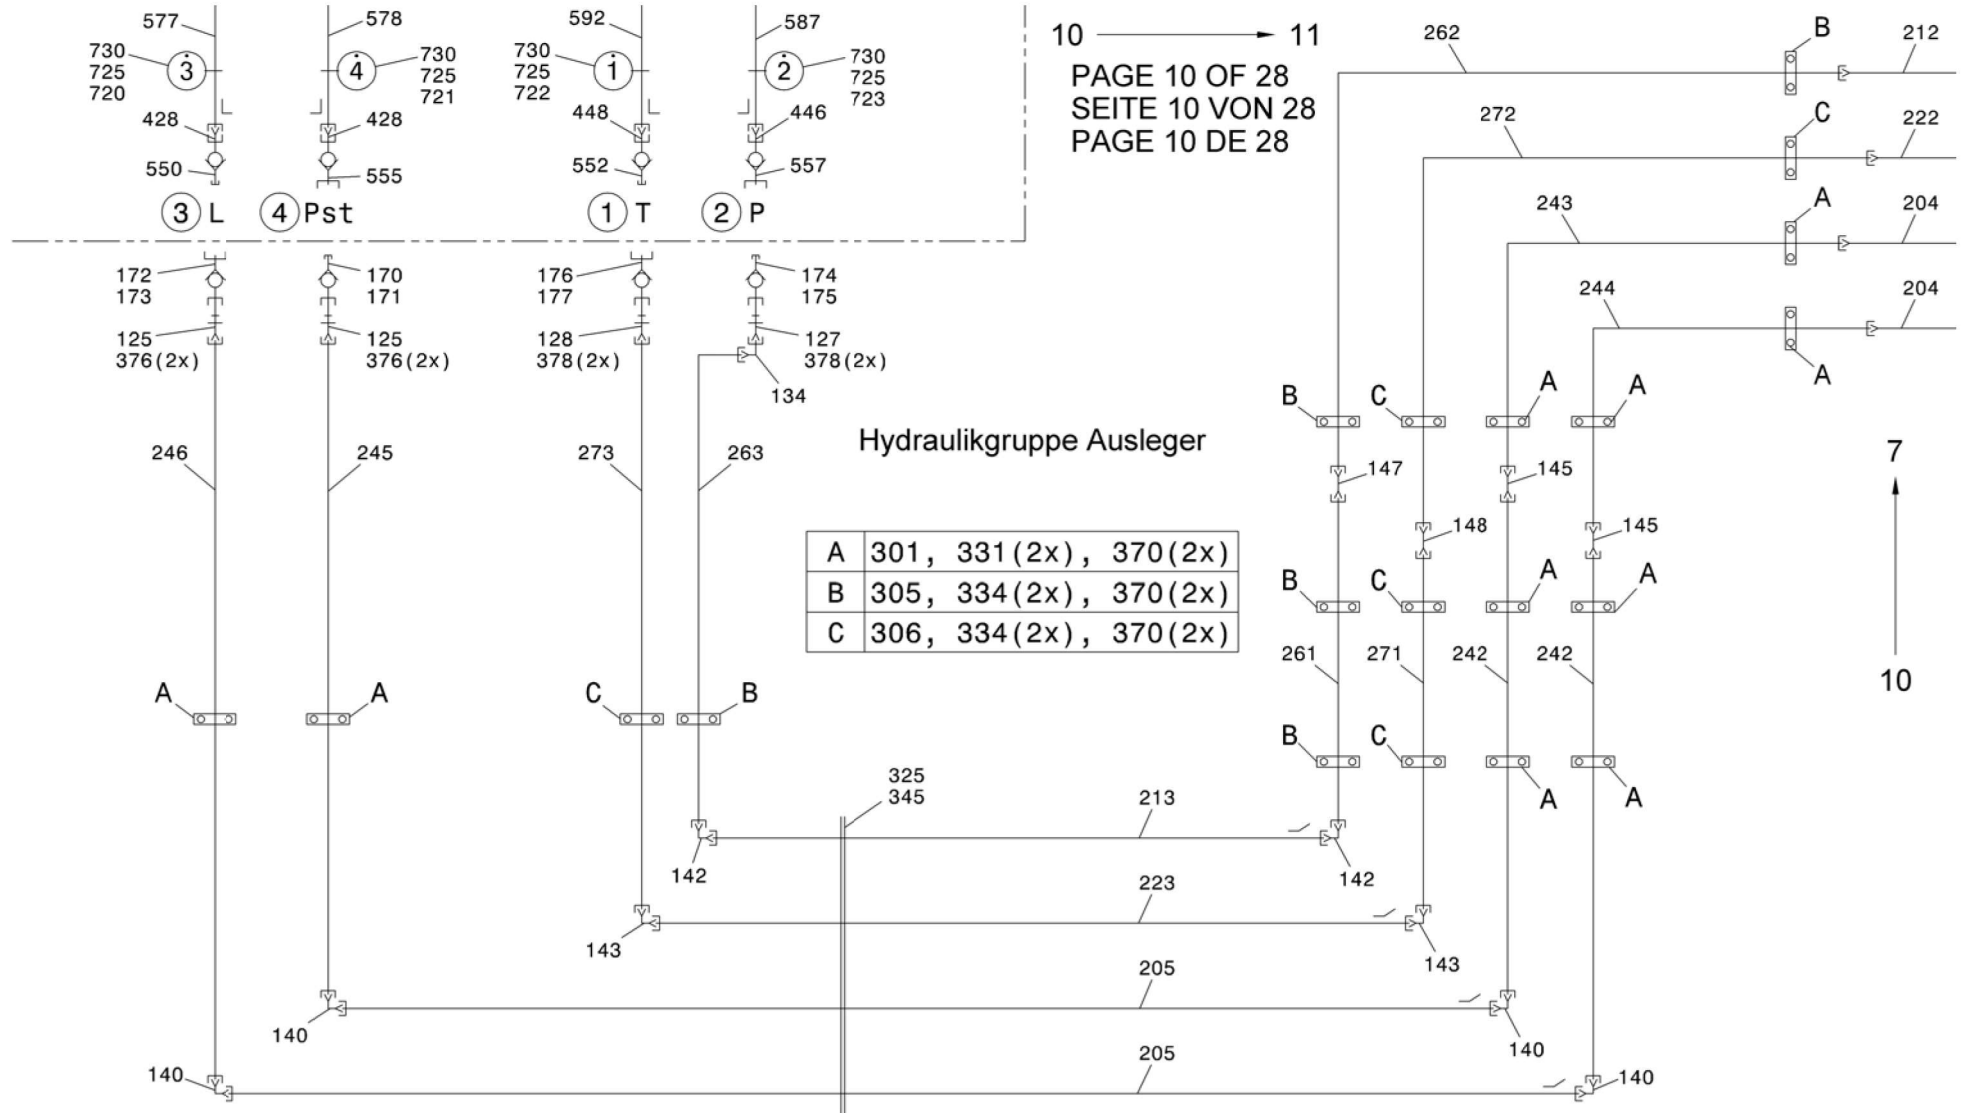 577
578
592
587
10
11
262
B
212
730
725
720
3
4
730
725
721
730
725
722
1
2
730
725
723
PAGE 10 OF 28
SEITE 10 VON 28
PAGE 10 DE 28
428
428
448
446
272
C
222
550
555
552
557
3 L
4 Pst
1 T
2 P
243
A
204
172
173
170
171
176
177
174
175
244
204
125
376(2x)
125
376(2x)
128
378(2x)
127
378(2x)
134
A
B
C
A
A
Hydraulikgruppe Ausleger
7
246
245
273
263
147
145
148
145
A 301, 331(2x), 370(2x)
B 305, 334(2x), 370(2x)
C 306, 334(2x), 370(2x)
B
C
A
A
261
271
242
242
10
A
A
C
B
B
C
A
A
325
345
213
142
142
223
143
143
205
140
140
205
140
140